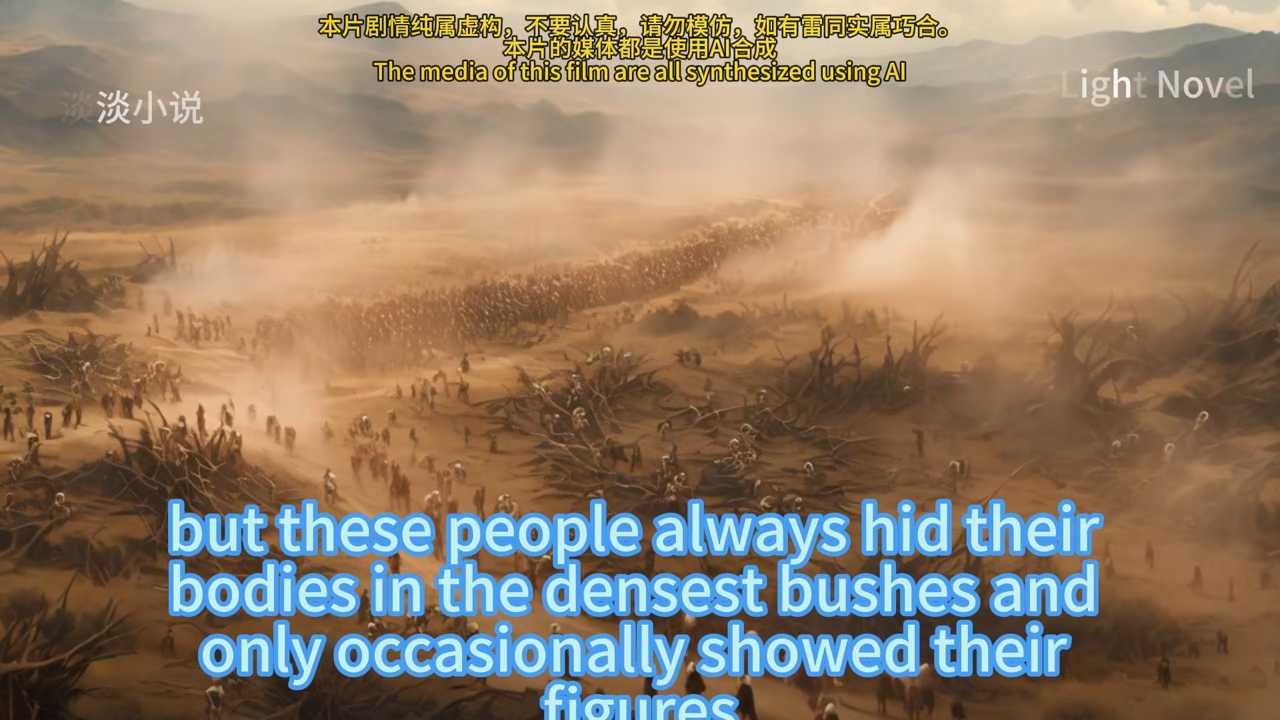 本片剧情纯属虚构，不要认真，请勿模仿，如有雷同实属巧合。
本片的媒体都是使用AI合成
The media of this film are all synthesized using AI
Light Novel
淡淡小说
but these people always hid their
bodies in the densest bushes and
only occasionally showed their
figures